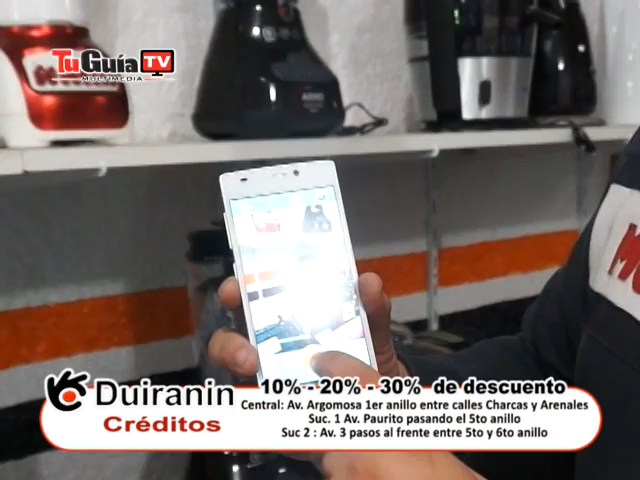 TuGuía TV
MULTIMEDIA
Duiranin
Créditos
10% - 20% - 30% de descuento
Central: Av. Argomosa 1er anillo entre calles Charcas y Arenales
Suc. 1 Av. Paurito pasando el 5to anillo
Suc 2 : Av. 3 pasos al frente entre 5to y 6to anillo